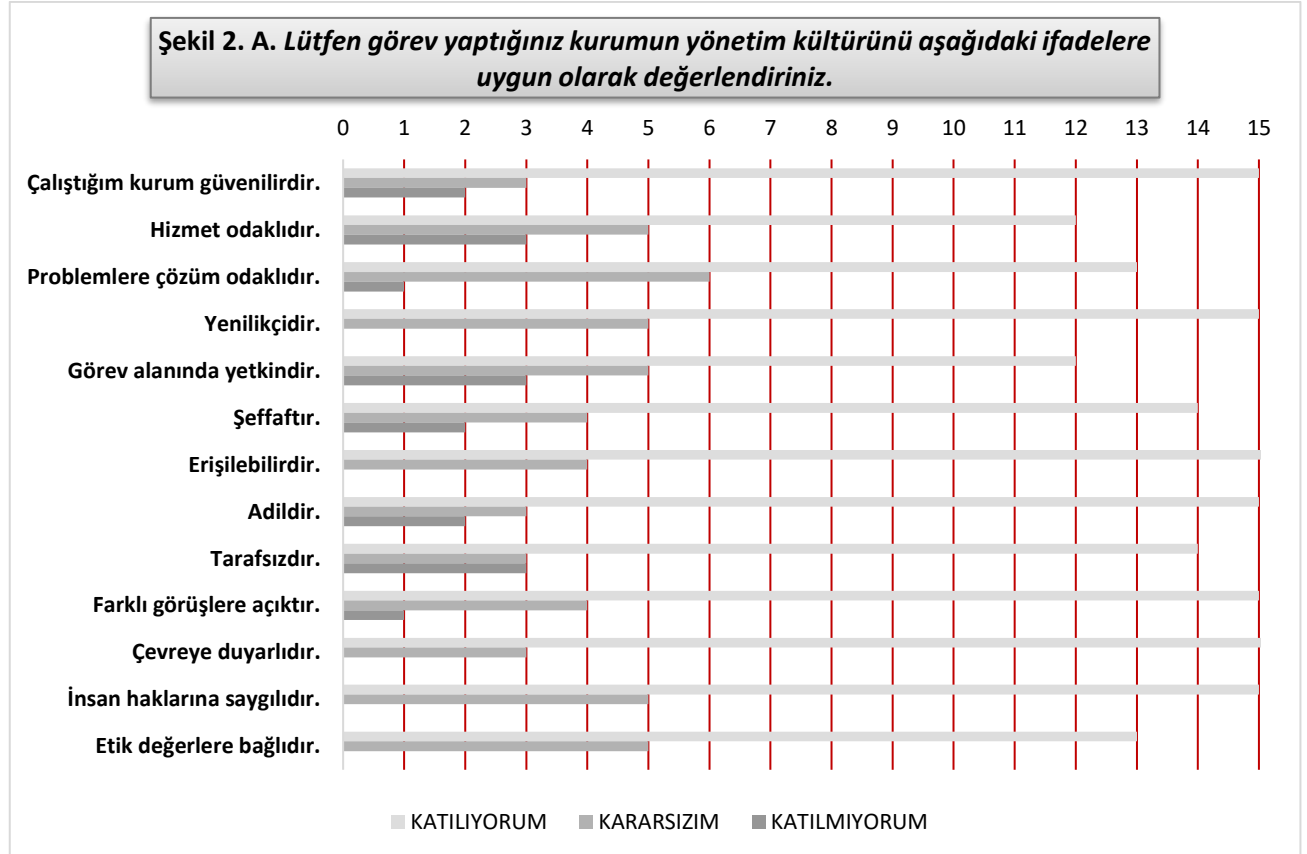 Şekil 2. A. Lütfen görev yaptığınız kurumun yönetim kültürünü aşağıdaki ifadelere
uygun olarak değerlendiriniz.
0 1 2 3 4 5 6 7 8 9 10 11 12 13 14 15
Çalıştığım kurum güvenilirdir.
Hizmet odaklıdır.
Problemlere çözüm odaklıdır.
Yenilikçidir.
Görev alanında yetkindir.
Şeffaftır.
Erişilebilirdir.
Adildir.
Tarafsızdır.
Farklı görüşlere açıktır.
Çevreye duyarlıdır.
İnsan haklarına saygılıdır.
Etik değerlere bağlıdır.
KATILIYORUM KARARSIZIM KATILMIYORUM